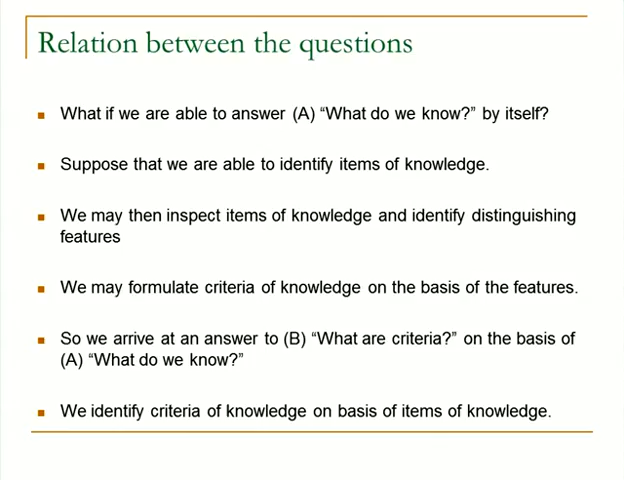 Relation between the questions
What if we are able to answer (A) “What do we know?” by itself?
Suppose that we are able to identify items of knowledge.
We may then inspect items of knowledge and identify distinguishing
features
We may formulate criteria of knowledge on the basis of the features.
So we arrive at an answer to (B) “What are criteria?” on the basis of
(A) “What do we know?”
We identify criteria of knowledge on basis of items of knowledge.